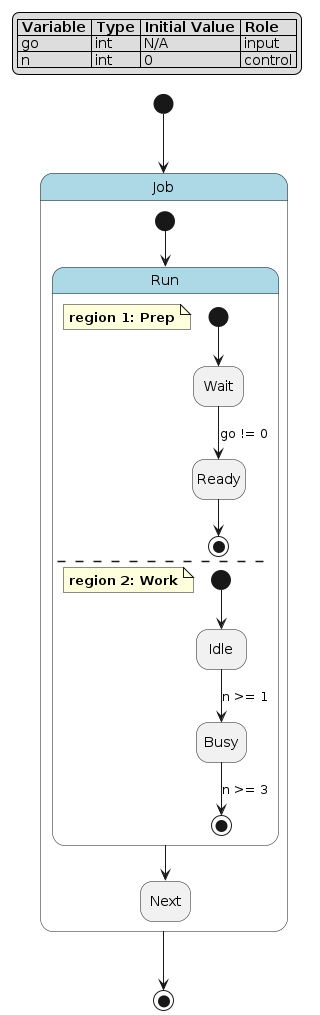 Variable Type Initial Value Role
go int N/A input
n int 0 control
Job
Run
region 1: Prep
Wait
go != 0
Ready
region 2: Work
Idle
n >= 1
Busy
n >= 3
Next